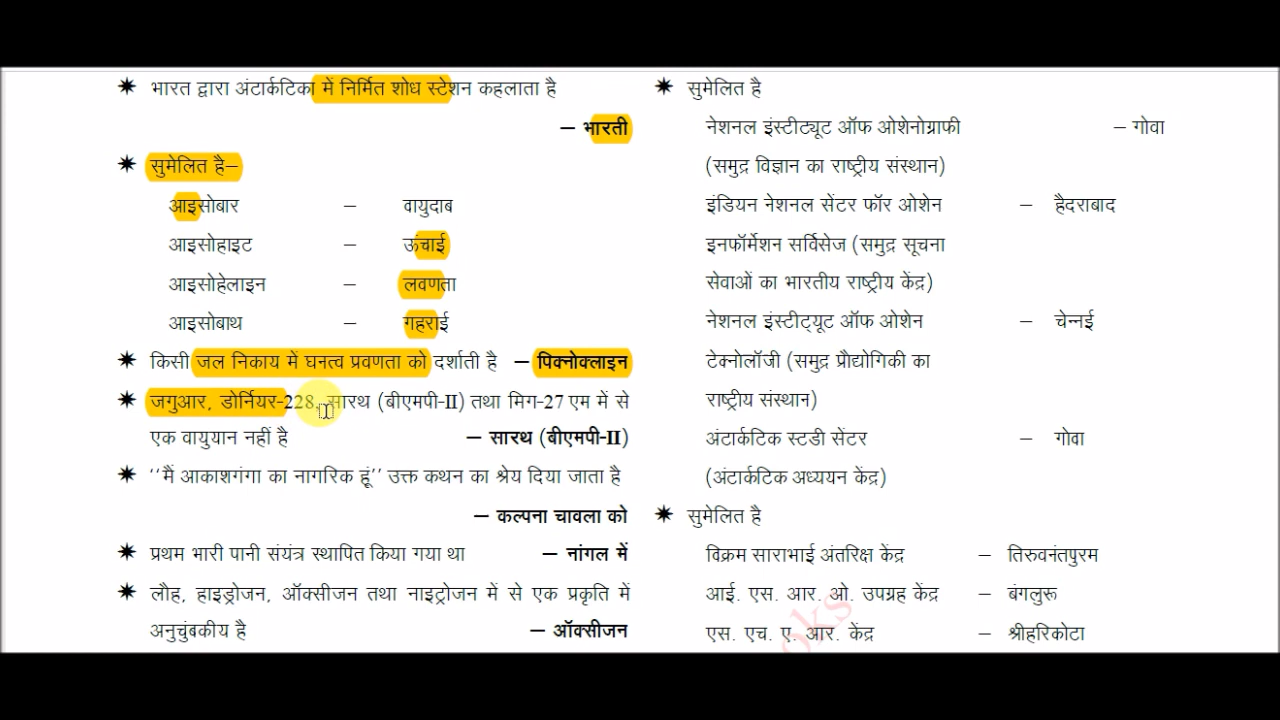 ✷ भारत द्वारा अंटार्कटिका में निर्मित शोध स्टेशन कहलाता है
– भारती
✷ सुमेलित है–
आइसोबार – वायुदाब
आइसोहाइट – ऊंचाई
आइसोहेलाइन – लवणता
आइसोबाथ – गहराई
✷ किसी जल निकाय में घनत्व प्रवणता को दर्शाती है – पिक्नोक्लाइन
✷ जगुआर, डोर्नियर-228, सारथ (बीएमपी-II) तथा मिग-27 एम में से
एक वायुयान नहीं है – सारथ (बीएमपी-II)
✷ ''मैं आकाशगंगा का नागरिक हूं'' उक्त कथन का श्रेय दिया जाता है
– कल्पना चावला को
✷ प्रथम भारी पानी संयंत्र स्थापित किया गया था – नांगल में
✷ लौह, हाइड्रोजन, ऑक्सीजन तथा नाइट्रोजन में से एक प्रकृति में
अनुचुंबकीय है – ऑक्सीजन
✷ सुमेलित है
नेशनल इंस्टीट्यूट ऑफ ओशेनोग्राफी – गोवा
(समुद्र विज्ञान का राष्ट्रीय संस्थान)
इंडियन नेशनल सेंटर फॉर ओशेन – हैदराबाद
इनफॉर्मेशन सर्विसेज (समुद्र सूचना
सेवाओं का भारतीय राष्ट्रीय केंद्र)
नेशनल इंस्टीट्यूट ऑफ ओशेन – चेन्नई
टेक्नोलॉजी (समुद्र प्रौद्योगिकी का
राष्ट्रीय संस्थान)
अंटार्कटिक स्टडी सेंटर – गोवा
(अंटार्कटिक अध्ययन केंद्र)
✷ सुमेलित है
विक्रम साराभाई अंतरिक्ष केंद्र – तिरुवनंतपुरम
आई. एस. आर. ओ. उपग्रह केंद्र – बंगलुरू
एस. एच. ए. आर. केंद्र – श्रीहरिकोटा
oks